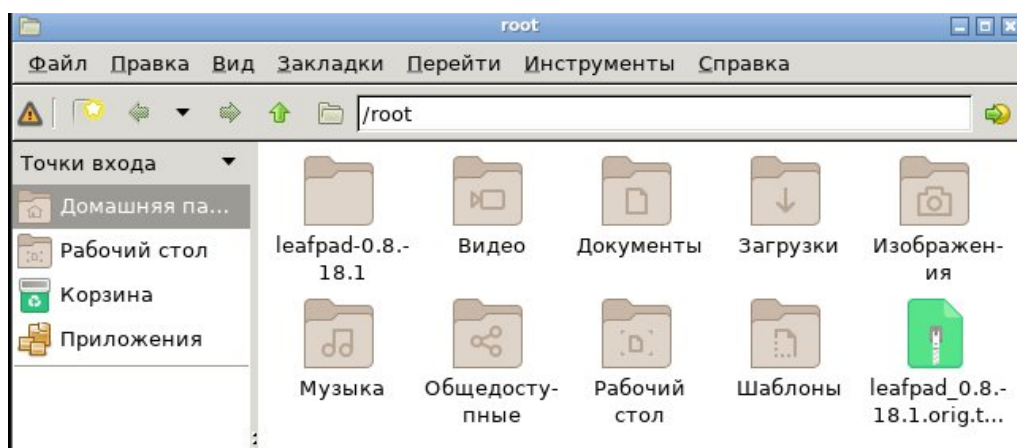 root
Файл Правка Вид Закладки Перейти Инструменты Справка
/root
Точки входа
Домашняя па...
Рабочий стол
Корзина
Приложения
leafpad-0.8.-
18.1
Видео
Документы
Загрузки
Изображен-
ия
Музыка
Общедосту-
пные
Рабочий
стол
Шаблоны
leafpad_0.8.-
18.1.orig.t...